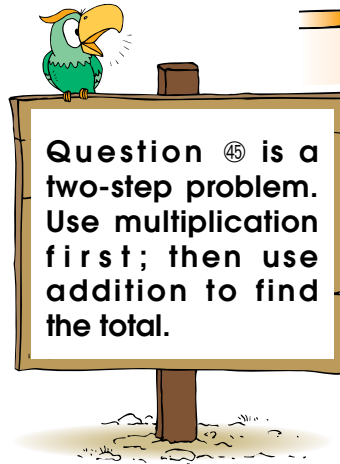 Question ㊺ is a
two-step problem.
Use multiplication
first; then use
addition to find
the total.